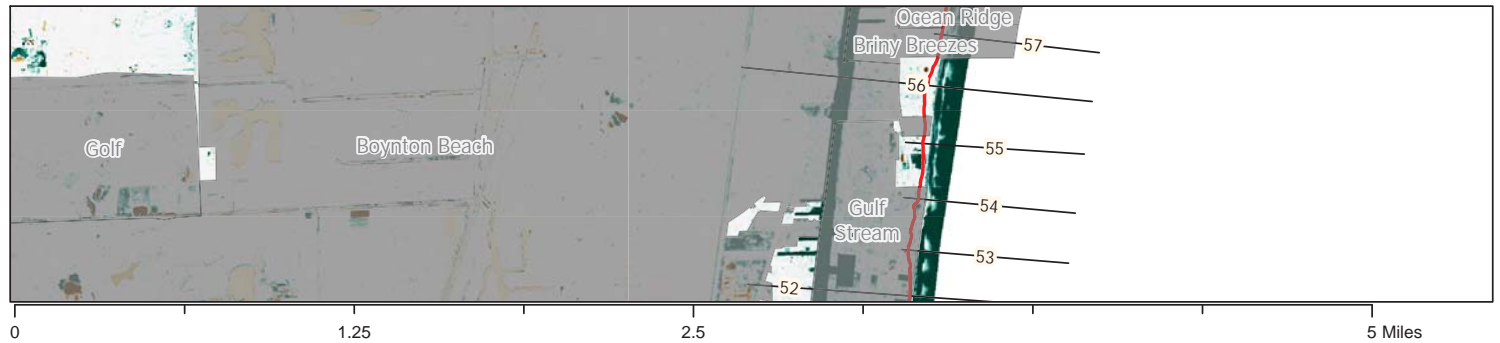 Ocean Ridge
Briny Breezes
57
56
Golf
Boynton Beach
55
54
Gulf
Stream
53
52
0
1.25
2.5
5 Miles